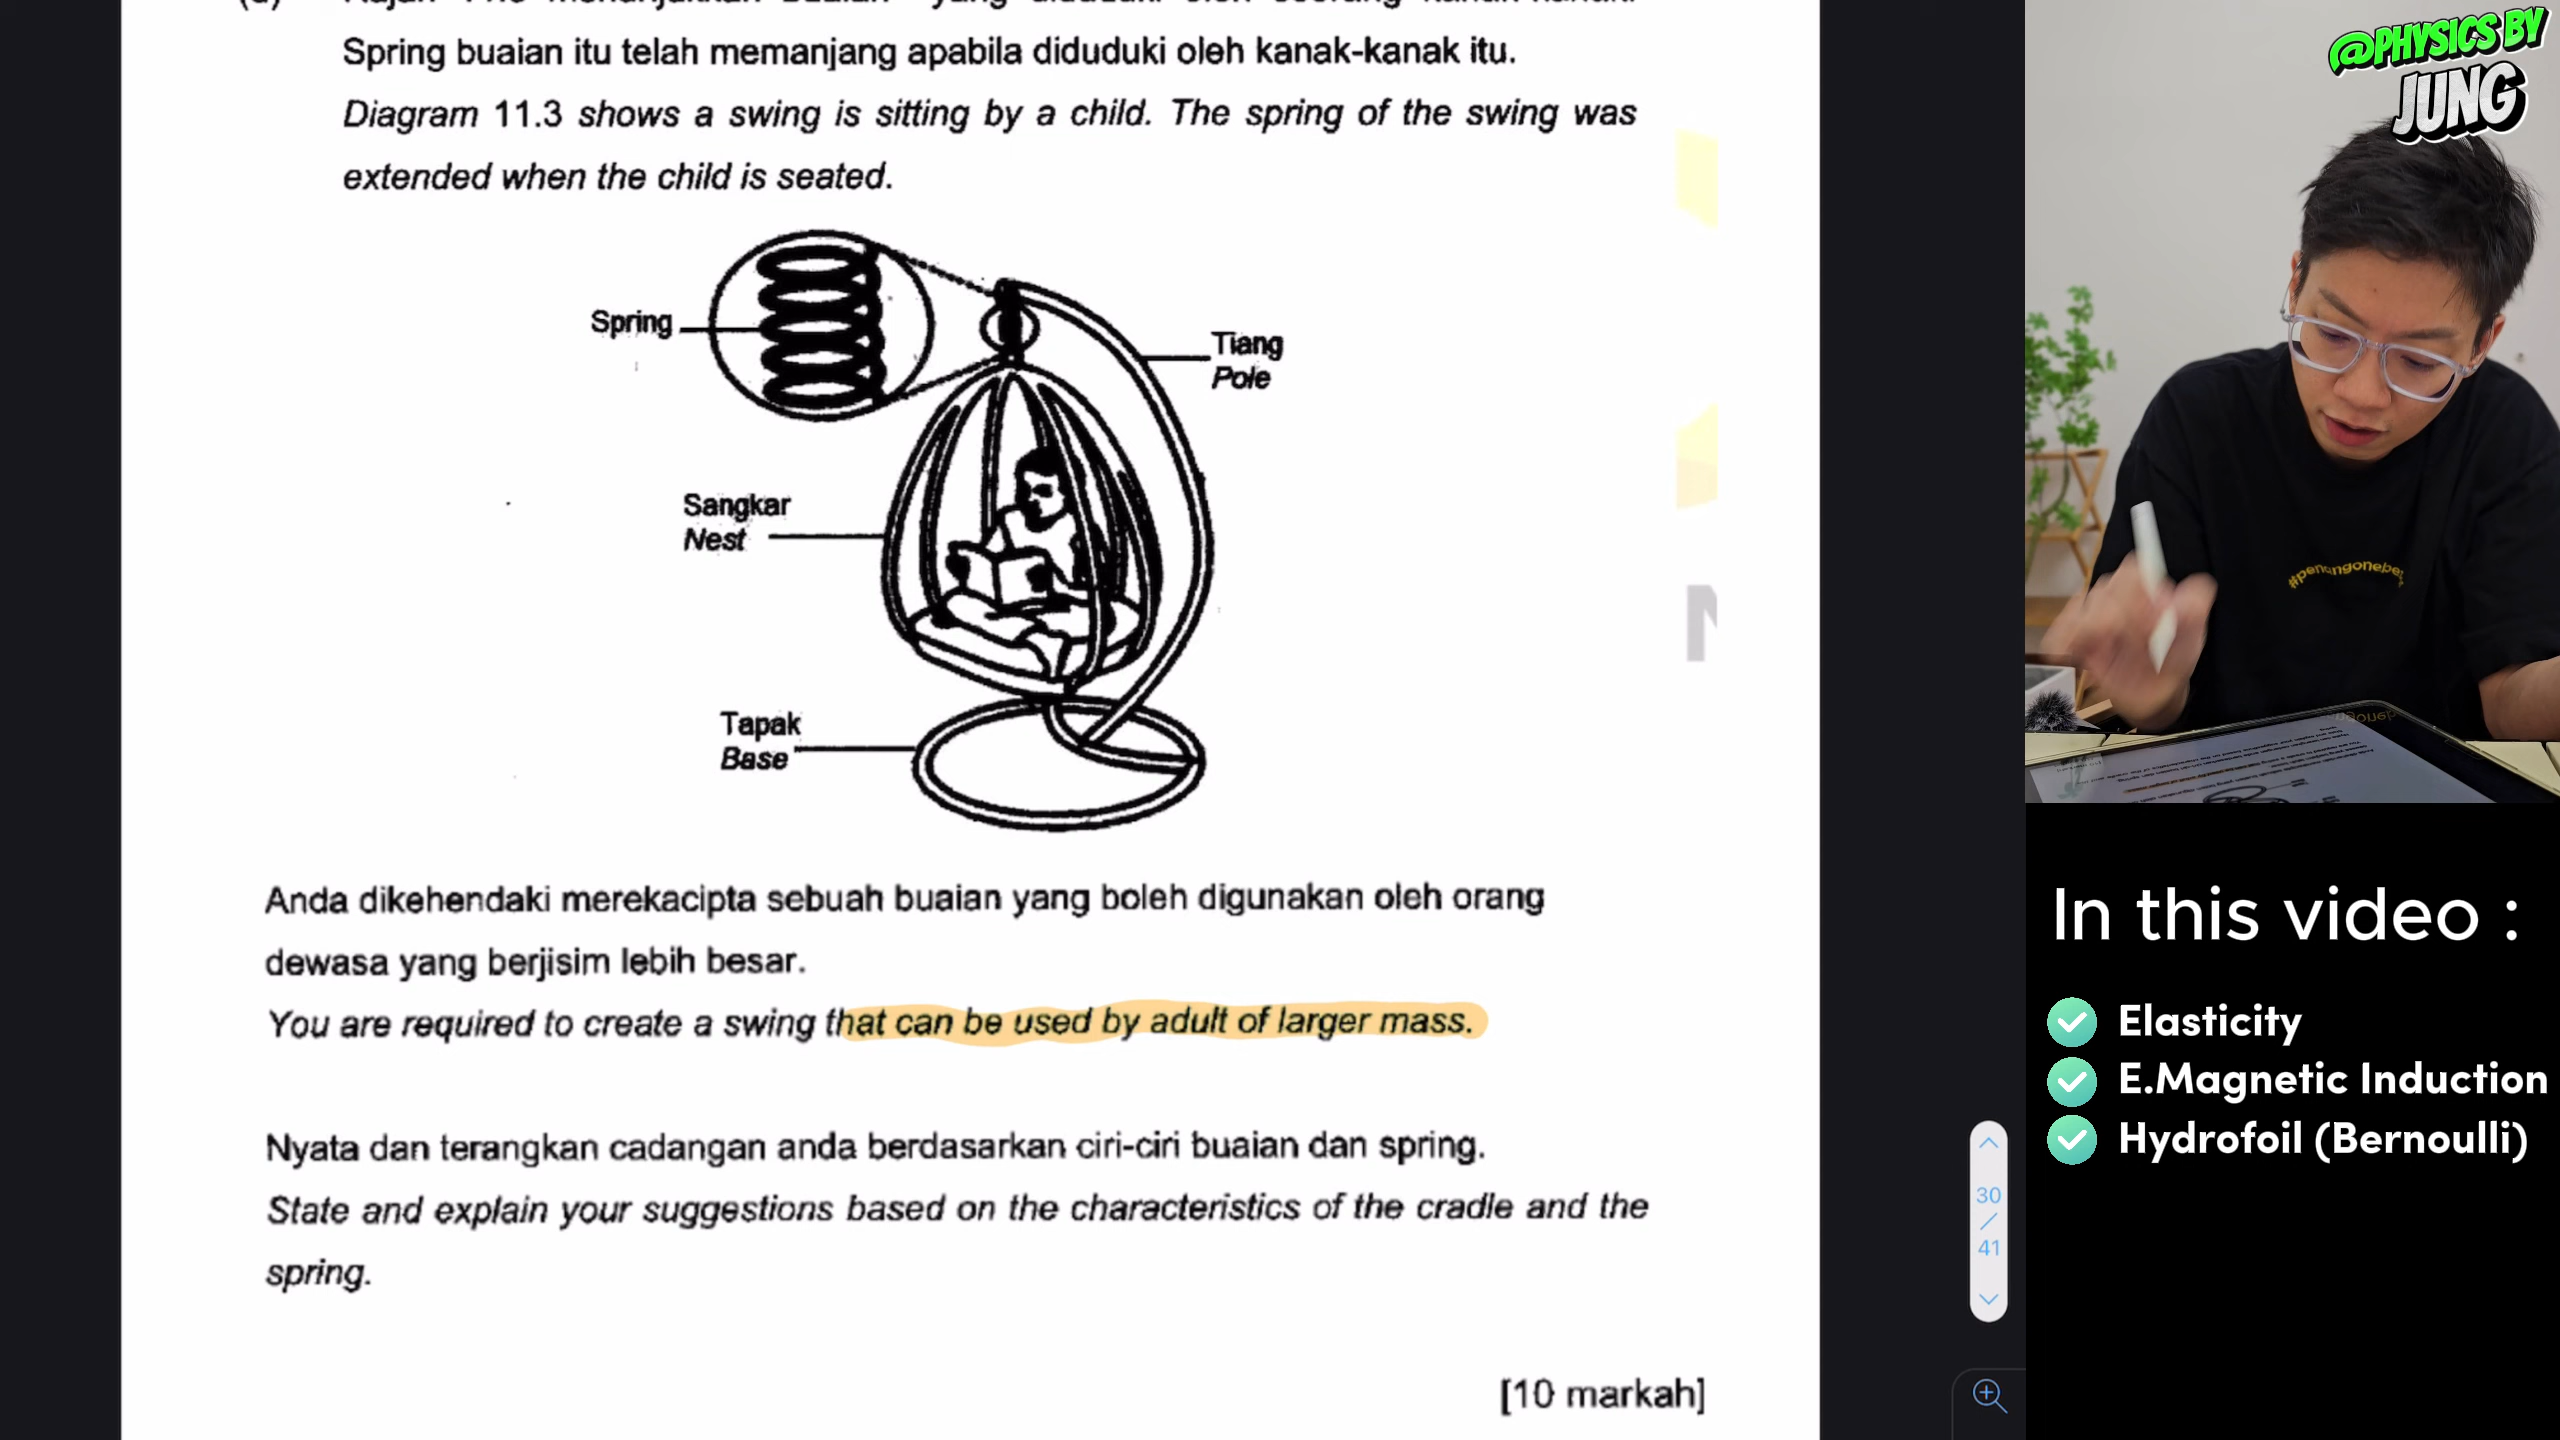 Spring buaian itu telah memanjang apabila diduduki oleh kanak-kanak itu.
Diagram 11.3 shows a swing is sitting by a child. The spring of the swing was
extended when the child is seated.
Spring
Tiang
Pole
Sangkar
Nest
Tapak
Base
Anda dikehendaki merekacipta sebuah buaian yang boleh digunakan oleh orang
dewasa yang berjisim lebih besar.
You are required to create a swing that can be used by adult of larger mass.
Nyata dan terangkan cadangan anda berdasarkan ciri-ciri buaian dan spring.
State and explain your suggestions based on the characteristics of the cradle and the
spring.
[10 markah]
30
/
41
@PHYSICS BY
JUNG
In this video :
Elasticity
E.Magnetic Induction
Hydrofoil (Bernoulli)